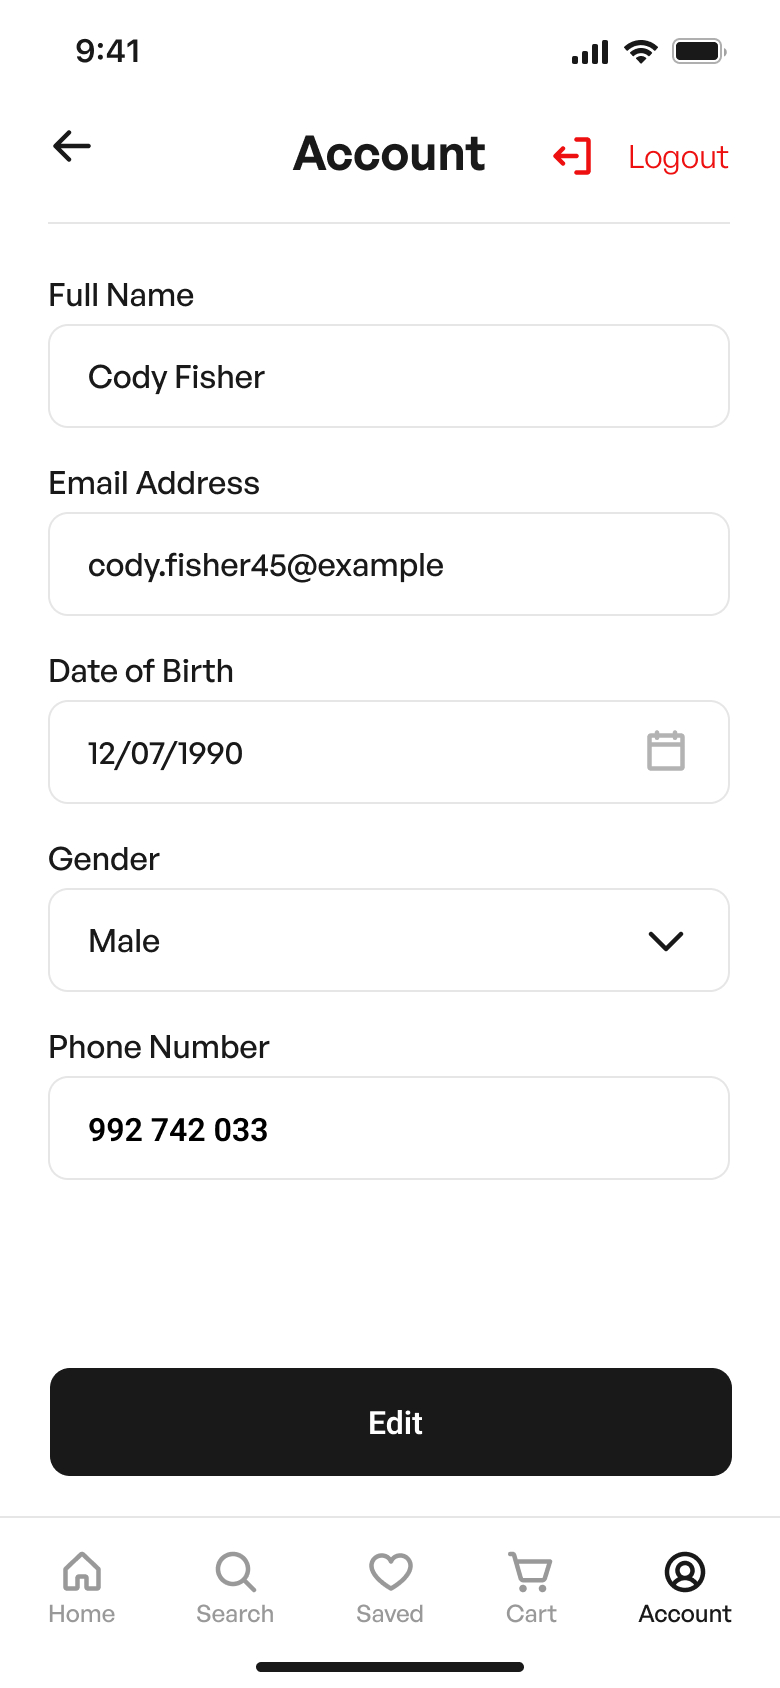 9:41
Account
Logout
Full Name
Cody Fisher
Email Address
cody.fisher45@example
Date of Birth
12/07/1990
Gender
Male
Phone Number
992 742 033
Edit
Home
Search
Saved
Cart
Account